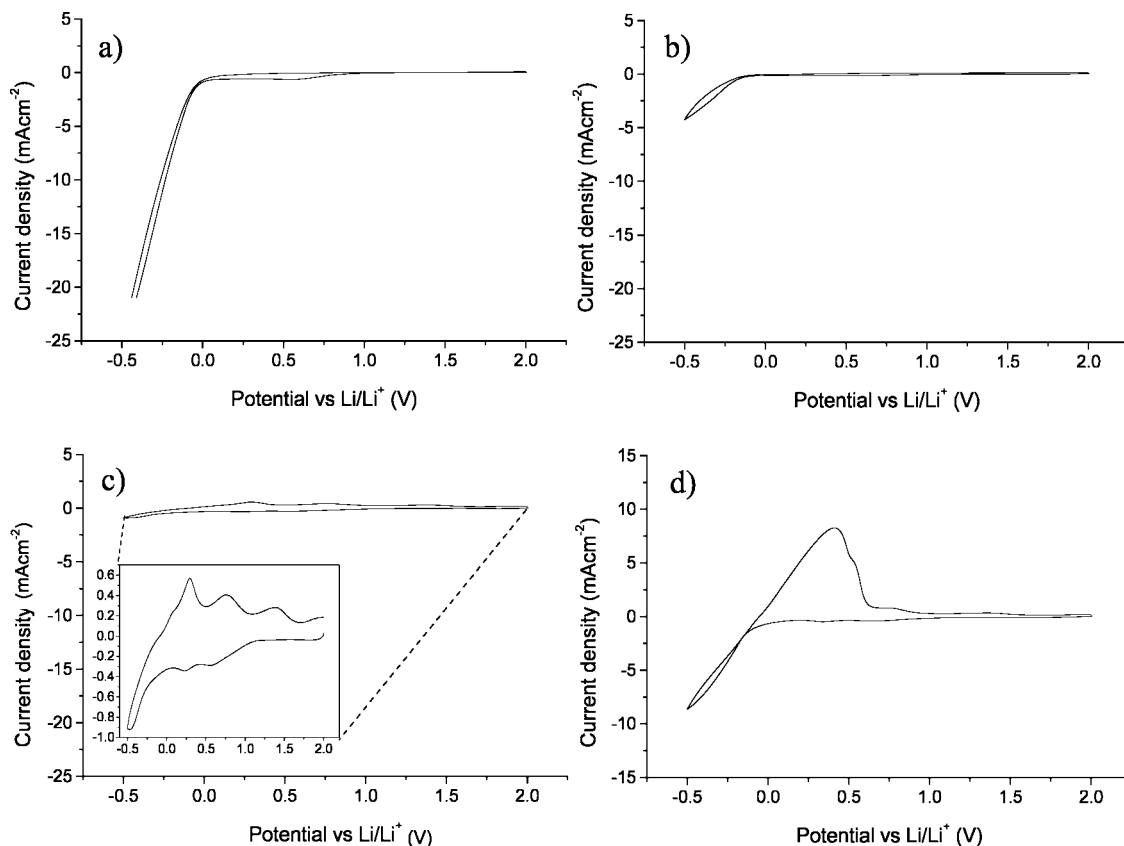 a)
5
0
-5
-10
-15
-20
-25
-0.5 0.0 0.5 1.0 1.5 2.0
Current density (mAcm⁻²)
Potential vs Li/Li⁺ (V)
b)
5
0
-5
-10
-15
-20
-25
-0.5 0.0 0.5 1.0 1.5 2.0
Current density (mAcm⁻²)
Potential vs Li/Li⁺ (V)
c)
5
0
-5
-10
-15
-20
-25
-0.5 0.0 0.5 1.0 1.5 2.0
Current density (mAcm⁻²)
Potential vs Li/Li⁺ (V)
0.6
0.4
0.2
0.0
-0.2
-0.4
-0.6
-0.8
-1.0
-0.5 0.0 0.5 1.0 1.5 2.0
d)
15
10
5
0
-5
-10
-15
-0.5 0.0 0.5 1.0 1.5 2.0
Current density (mAcm⁻²)
Potential vs Li/Li⁺ (V)